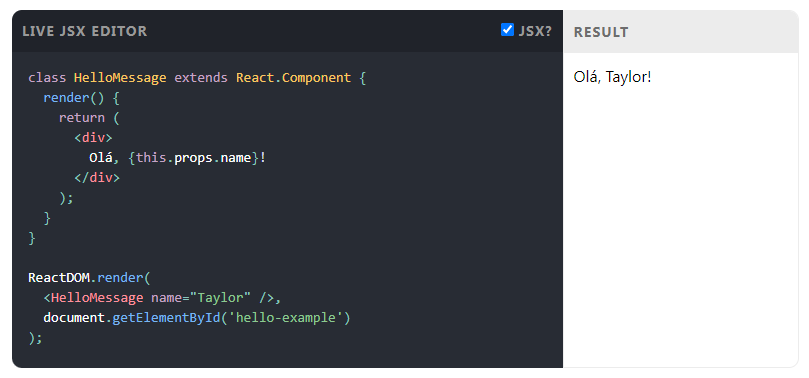 LIVE JSX EDITOR
JSX?
RESULT
class HelloMessage extends React.Component {
  render() {
    return (
      <div>
        Olá, {this.props.name}!
      </div>
    );
  }
}

ReactDOM.render(
  <HelloMessage name="Taylor" />,
  document.getElementById('hello-example')
);
Olá, Taylor!